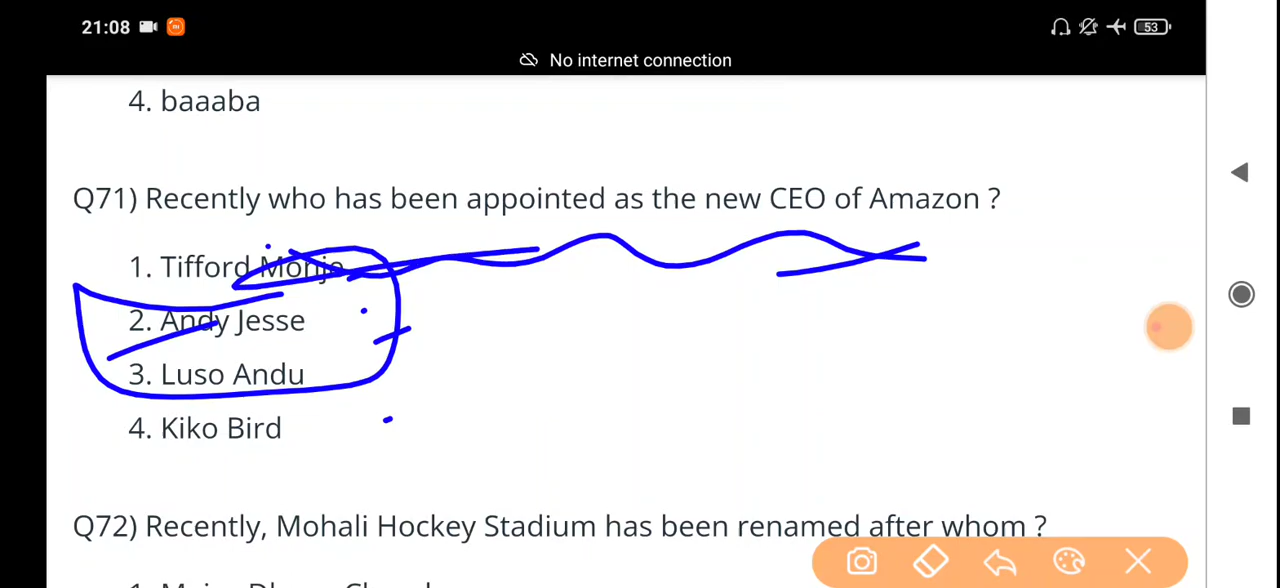 21:08
53
No internet connection
4. baaaba
Q71) Recently who has been appointed as the new CEO of Amazon ?
1. Tifford Monjo
2. Andy Jesse
3. Luso Andu
4. Kiko Bird
Q72) Recently, Mohali Hockey Stadium has been renamed after whom ?